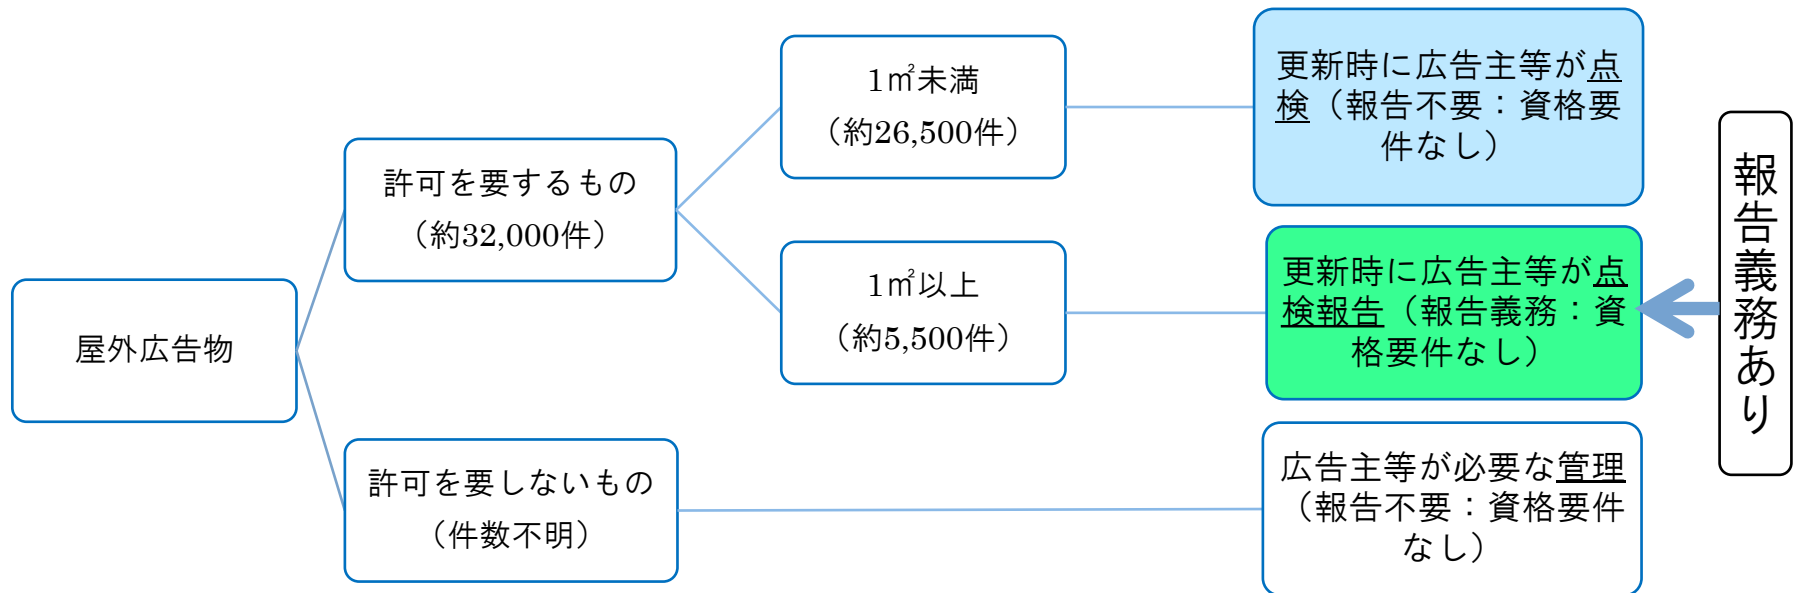 屋外広告物
許可を要するもの
（約32,000件）
許可を要しないもの
（件数不明）
1㎡未満
（約26,500件）
1㎡以上
（約5,500件）
更新時に広告主等が点
検（報告不要：資格要
件なし）
更新時に広告主等が点
検報告（報告義務：資
格要件なし）
広告主等が必要な管理
（報告不要：資格要件
なし）
報告義務あり